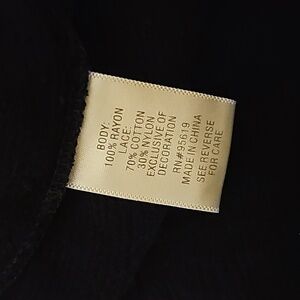 BODY:
100% RAYON
LACE:
70% COTTON
30% NYLON
EXCLUSIVE OF
DECORATION
RN#95619
MADE IN CHINA
SEE REVERSE
FOR CARE